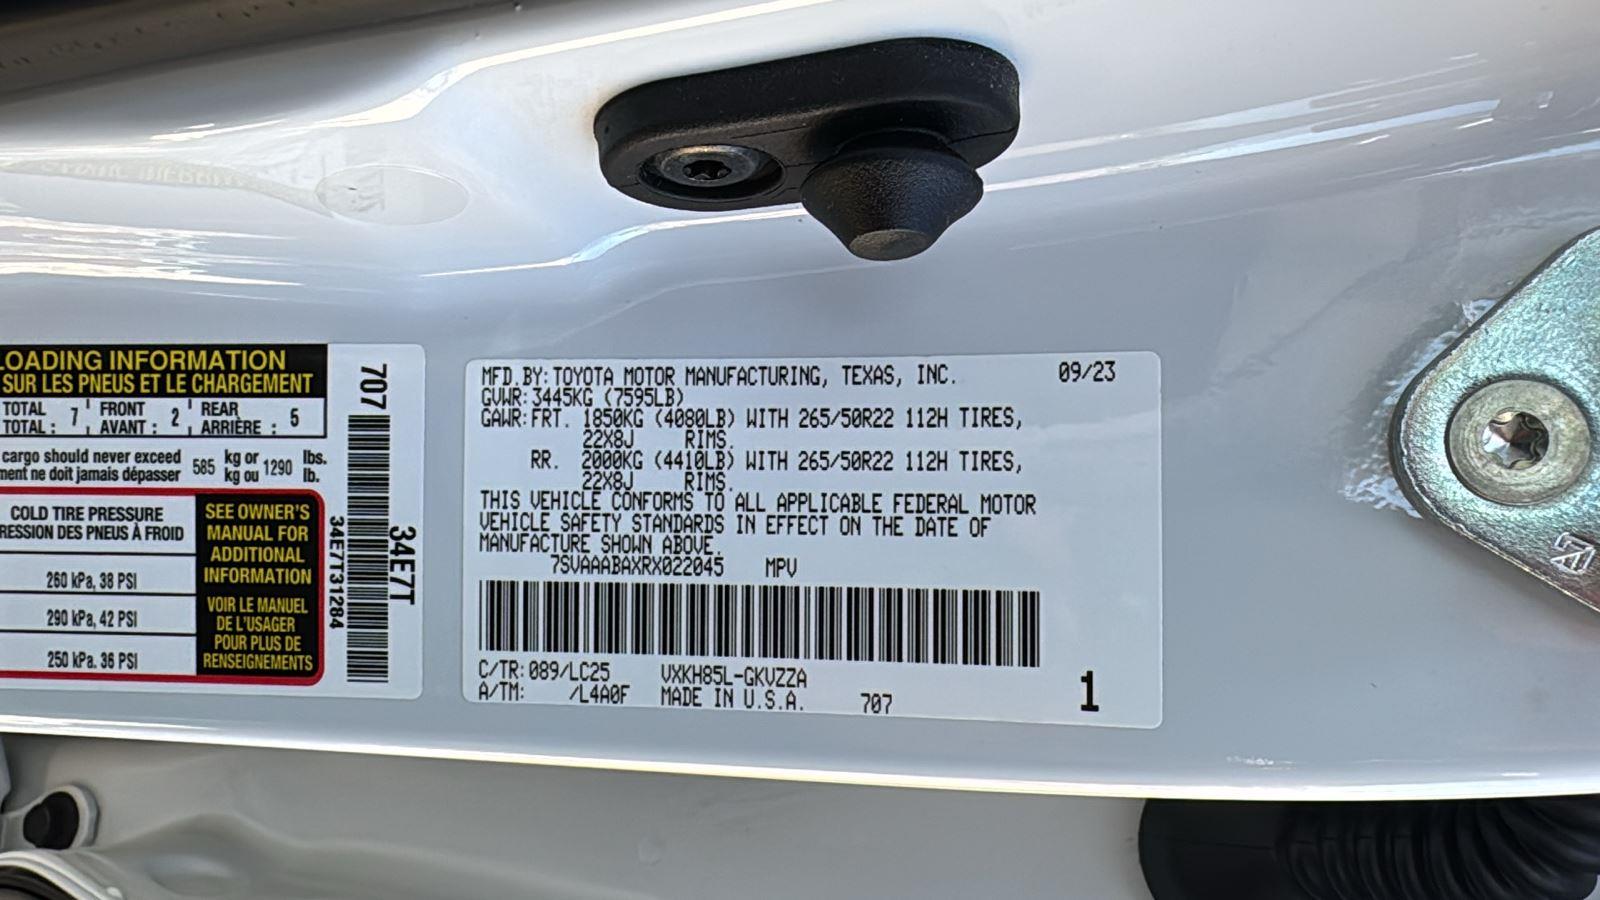 LOADING INFORMATION
SUR LES PNEUS ET LE CHARGEMENT
TOTAL 7 FRONT 2 REAR 5
TOTAL : AVANT : ARRIÈRE :
cargo should never exceed 585 kg or 1290 lbs.
ment ne doit jamais dépasser kg ou lb.
COLD TIRE PRESSURE
RESSION DES PNEUS À FROID
260 kPa, 38 PSI
290 kPa, 42 PSI
250 kPa. 36 PSI
SEE OWNER'S
MANUAL FOR
ADDITIONAL
INFORMATION
VOIR LE MANUEL
DE L'USAGER
POUR PLUS DE
RENSEIGNEMENTS
707
34E7T
34E7T31284
MFD.BY:TOYOTA MOTOR MANUFACTURING, TEXAS, INC. 09/23
GVWR:3445KG (7595LB)
GAWR:FRT. 1850KG (4080LB) WITH 265/50R22 112H TIRES,
22X8J RIMS.
RR. 2000KG (4410LB) WITH 265/50R22 112H TIRES,
22X8J RIMS.
THIS VEHICLE CONFORMS TO ALL APPLICABLE FEDERAL MOTOR
VEHICLE SAFETY STANDARDS IN EFFECT ON THE DATE OF
MANUFACTURE SHOWN ABOVE.
7SVAAABAXRX022045 MPV
C/TR:089/LC25 VXKH85L-GKVZZA
A/TM: /L4A0F MADE IN U.S.A. 707 1